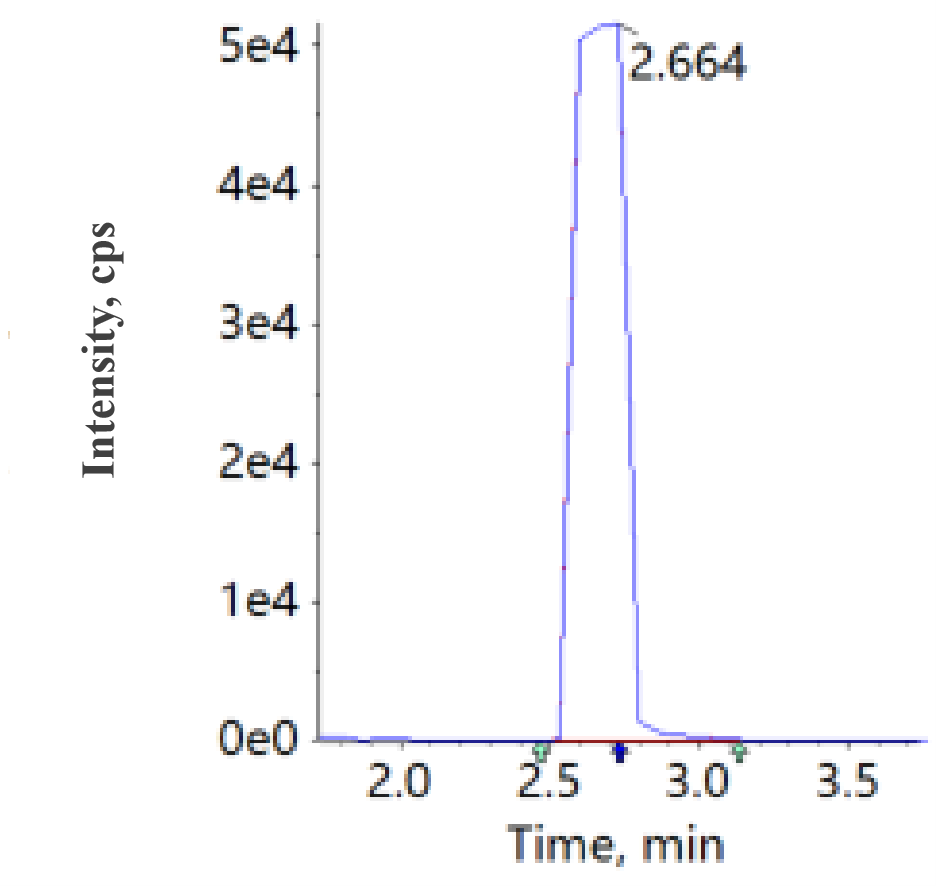 Intensity, cps
5e4
2.664
4e4
3e4
2e4
1e4
0e0
2.0 2.5 3.0 3.5
Time, min